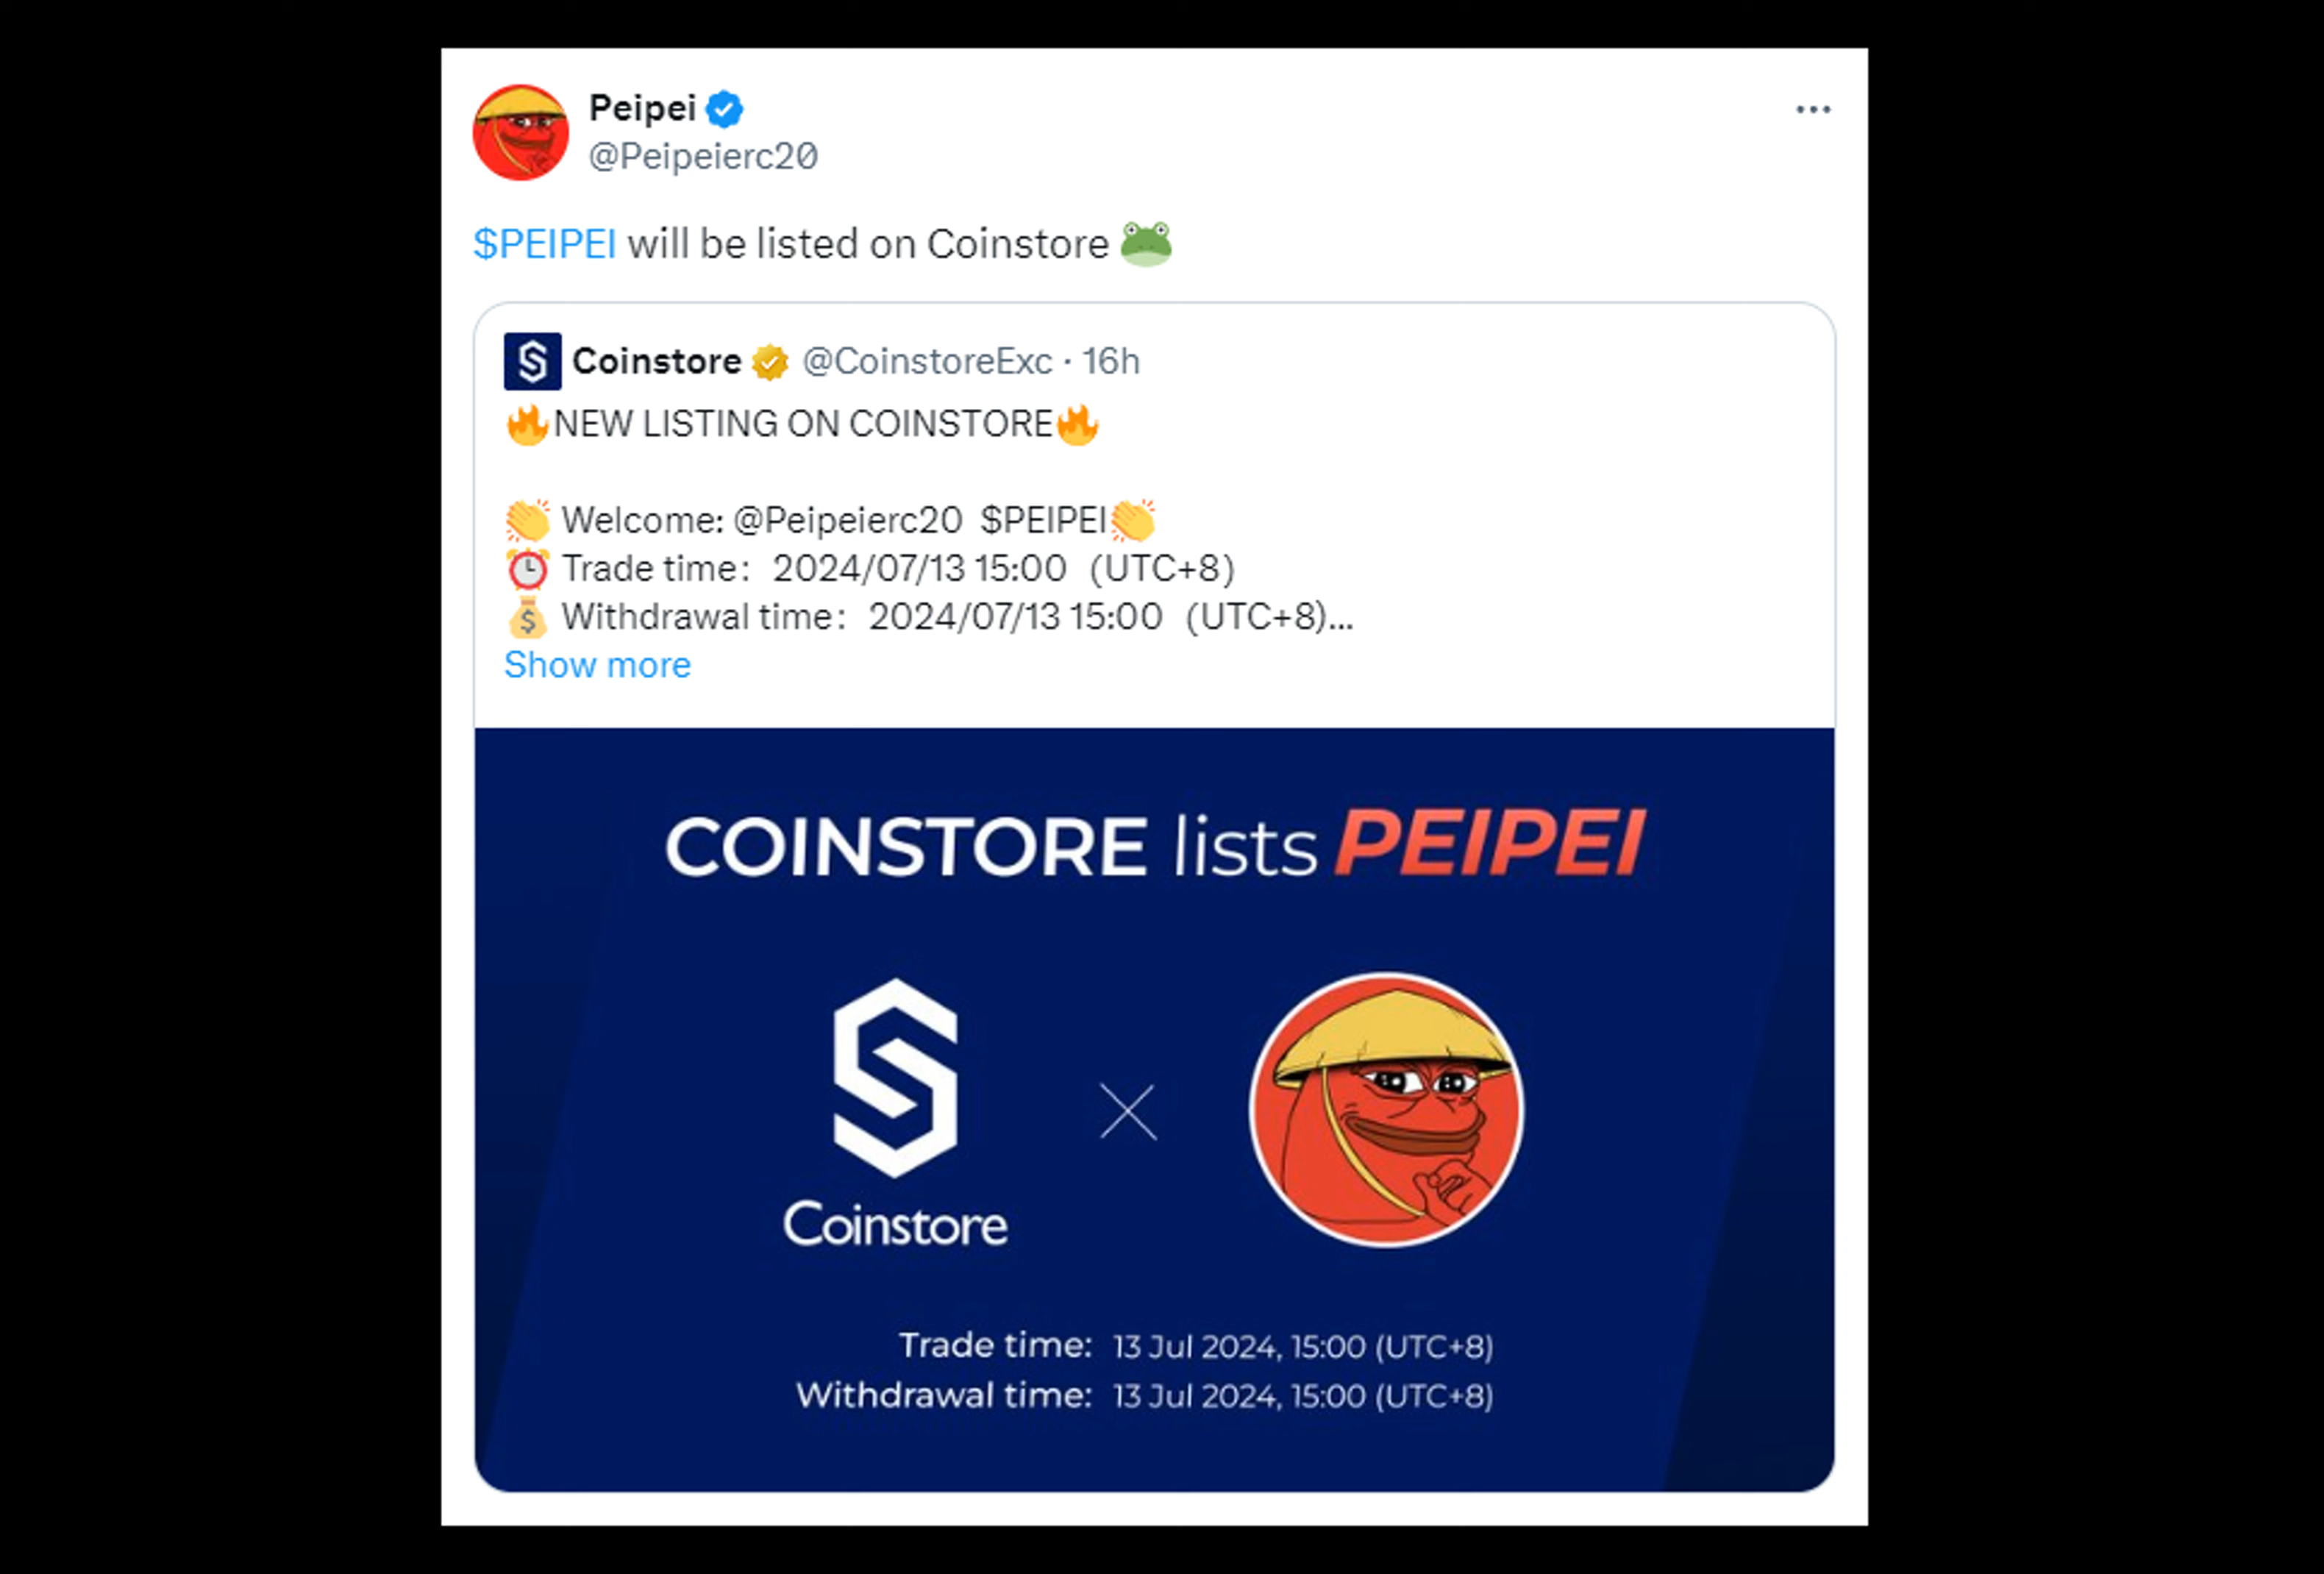 Peipei
@Peipeierc20
$PEIPEI will be listed on Coinstore 🐸
Coinstore @CoinstoreExc · 16h
🔥NEW LISTING ON COINSTORE🔥
👏 Welcome: @Peipeierc20 $PEIPEI👏
⏰ Trade time：2024/07/13 15:00（UTC+8)
💰 Withdrawal time：2024/07/13 15:00（UTC+8)...
Show more
COINSTORE lists PEIPEI
Coinstore
Trade time: 13 Jul 2024, 15:00 (UTC+8)
Withdrawal time: 13 Jul 2024, 15:00 (UTC+8)